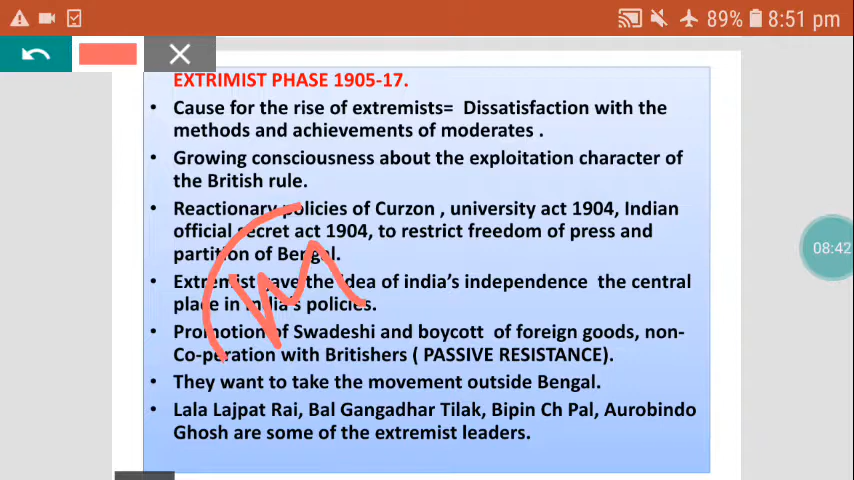 89% 8:51 pm
EXTRIMIST PHASE 1905-17.
• Cause for the rise of extremists= Dissatisfaction with the
methods and achievements of moderates .
• Growing consciousness about the exploitation character of
the British rule.
• Reactionary policies of Curzon , university act 1904, Indian
official secret act 1904, to restrict freedom of press and
partition of Bengal.
• Extremist gave the idea of india's independence the central
place in India's policies.
• Promotion of Swadeshi and boycott of foreign goods, non-
Co-peration with Britishers ( PASSIVE RESISTANCE).
• They want to take the movement outside Bengal.
• Lala Lajpat Rai, Bal Gangadhar Tilak, Bipin Ch Pal, Aurobindo
Ghosh are some of the extremist leaders.
08:42